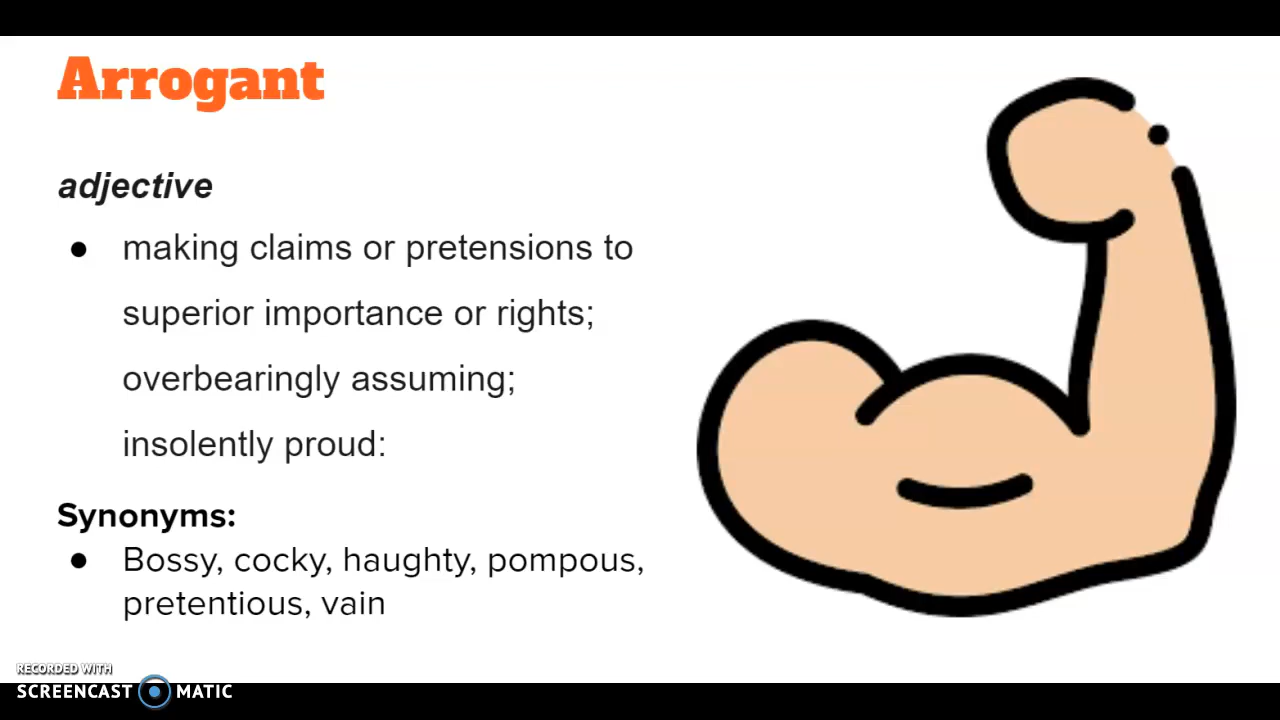 Arrogant
adjective
● making claims or pretensions to
superior importance or rights;
overbearingly assuming;
insolently proud:
Synonyms:
● Bossy, cocky, haughty, pompous,
pretentious, vain
RECORDED WITH
SCREENCAST MATIC